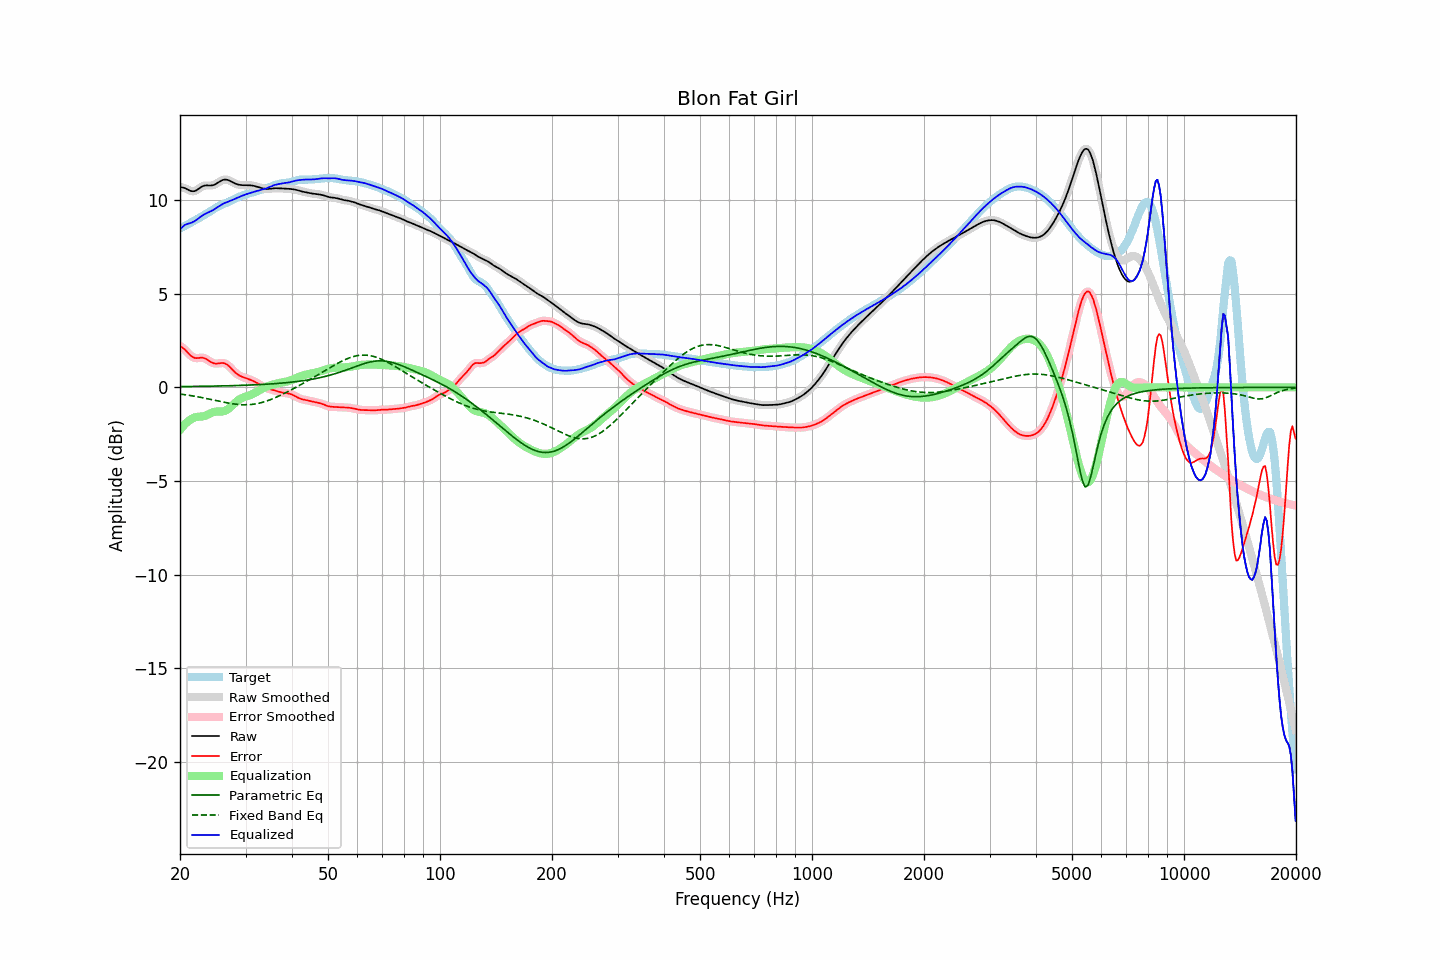 Blon Fat Girl
Amplitude (dBr)
10
5
0
−5
−10
−15
−20
Target
Raw Smoothed
Error Smoothed
Raw
Error
Equalization
Parametric Eq
Fixed Band Eq
Equalized
20 50 100 200 500 1000 2000 5000 10000 20000
Frequency (Hz)